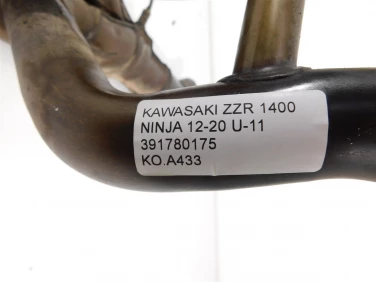 KAWASAKI ZZR 1400
NINJA 12-20 U-11
391780175
KO.A433